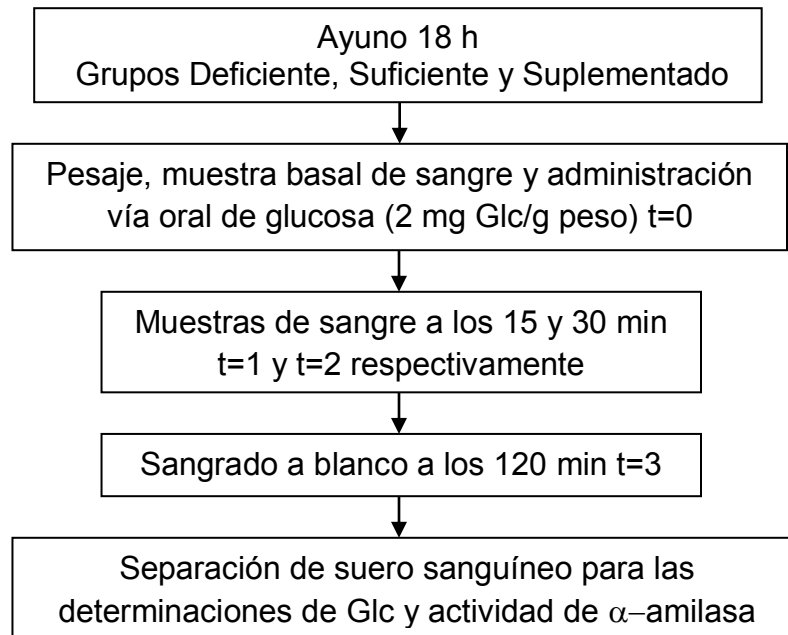 Ayuno 18 h
Grupos Deficiente, Suficiente y Suplementado
Pesaje, muestra basal de sangre y administración
vía oral de glucosa (2 mg Glc/g peso) t=0
Muestras de sangre a los 15 y 30 min
t=1 y t=2 respectivamente
Sangrado a blanco a los 120 min t=3
Separación de suero sanguíneo para las
determinaciones de Glc y actividad de α−amilasa